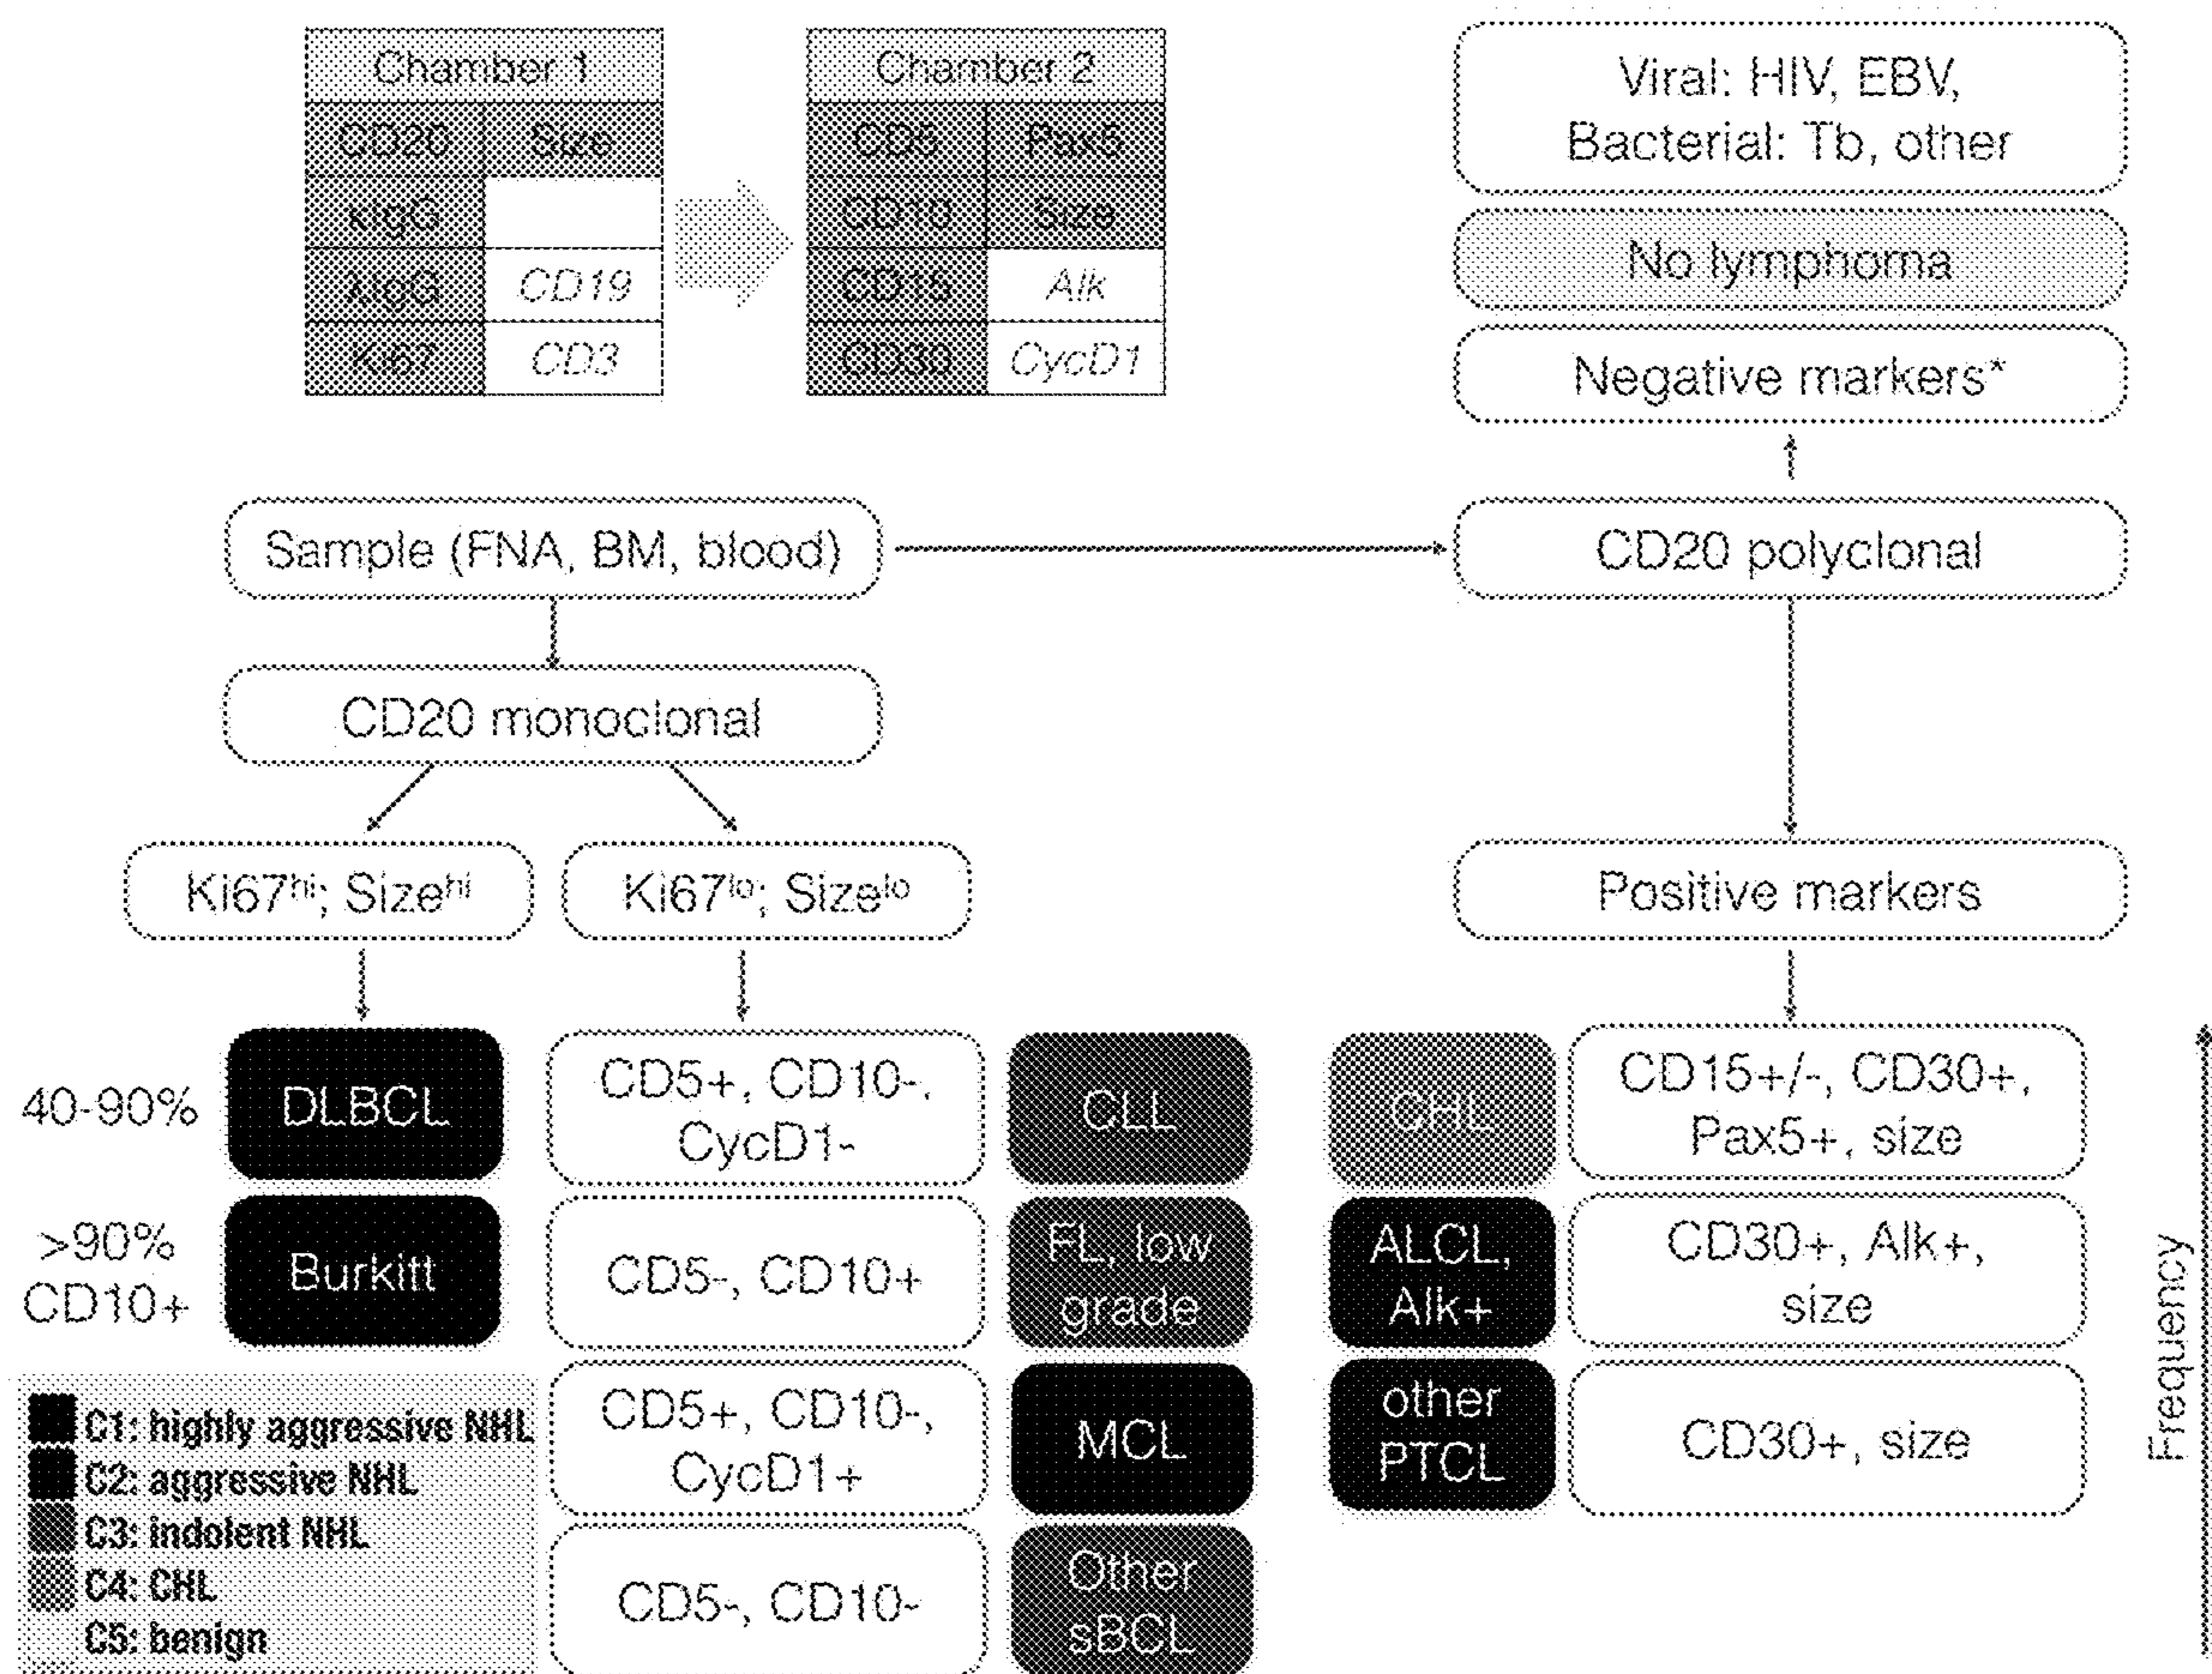 Chamber 1
CD20 Size
κIgG
λIgG CD19
Ki67 CD3
Chamber 2
CD5 Pax5
CD10 Size
CD15 Alk
CD30 CycD1
Viral: HIV, EBV,
Bacterial: Tb, other
No lymphoma
Negative markers*
Sample (FNA, BM, blood)
CD20 polyclonal
CD20 monoclonal
Ki67hi; Sizehi
Ki67lo; Sizelo
Positive markers
40-90%
DLBCL
CD5+, CD10-,
CycD1-
CLL
CHL
CD15+/-, CD30+,
Pax5+, size
>90%
CD10+
Burkitt
CD5-, CD10+
FL, low
grade
ALCL,
Alk+
CD30+, Alk+,
size
CD5+, CD10-,
CycD1+
MCL
other
PTCL
CD30+, size
CD5-, CD10-
Other
sBCL
Frequency
C1: highly aggressive NHL
C2: aggressive NHL
C3: indolent NHL
C4: CHL
C5: benign